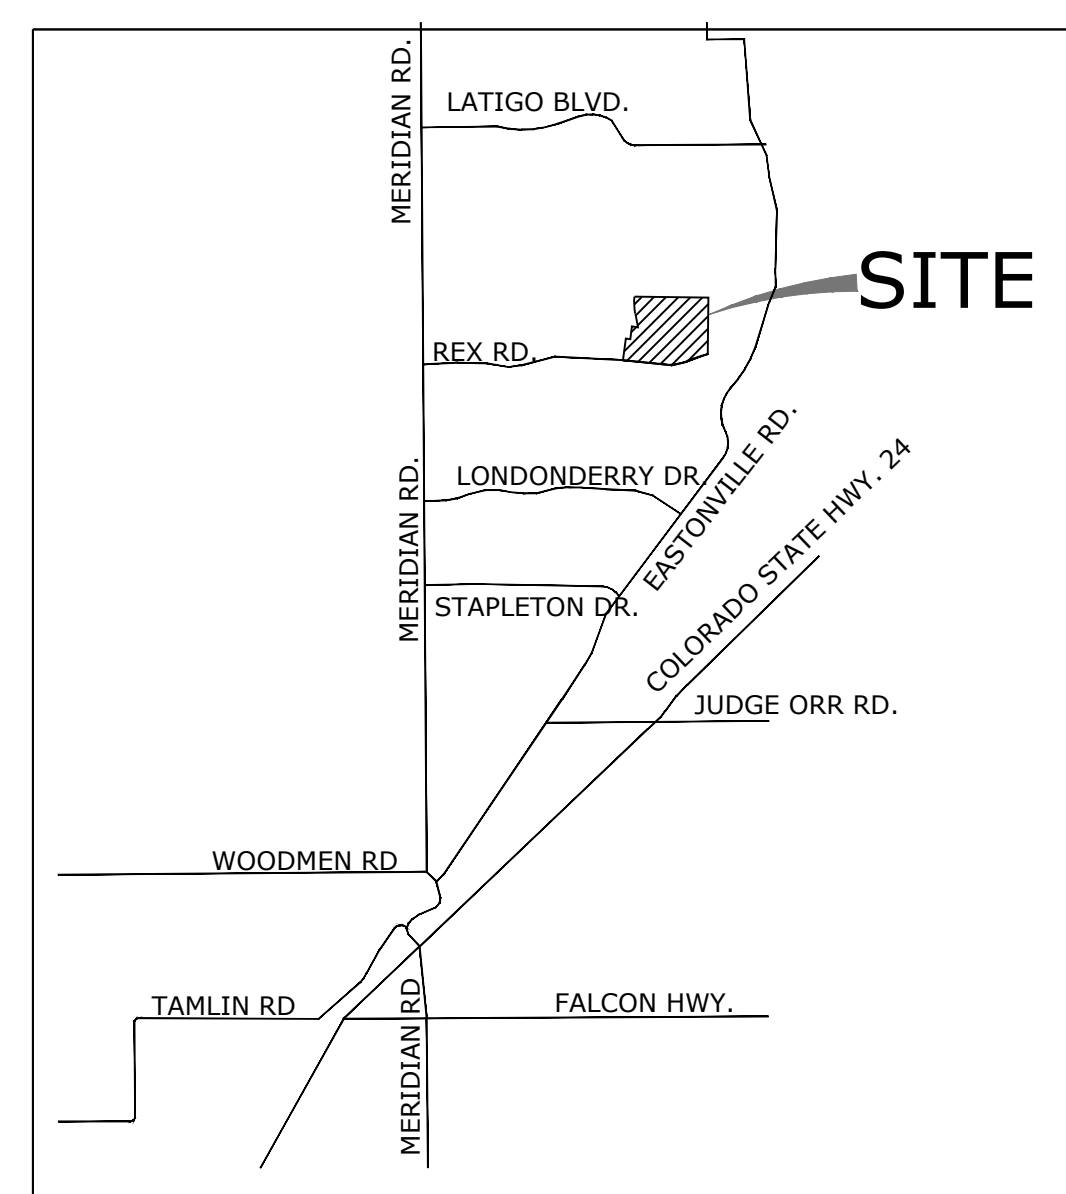 MERIDIAN RD.
LATIGO BLVD.
SITE
REX RD.
LONDONDERRY DR.
EASTONVILLE RD.
COLORADO STATE HWY. 24
MERIDIAN RD.
STAPLETON DR.
JUDGE ORR RD.
WOODMEN RD
TAMLIN RD
MERIDIAN RD
FALCON HWY.